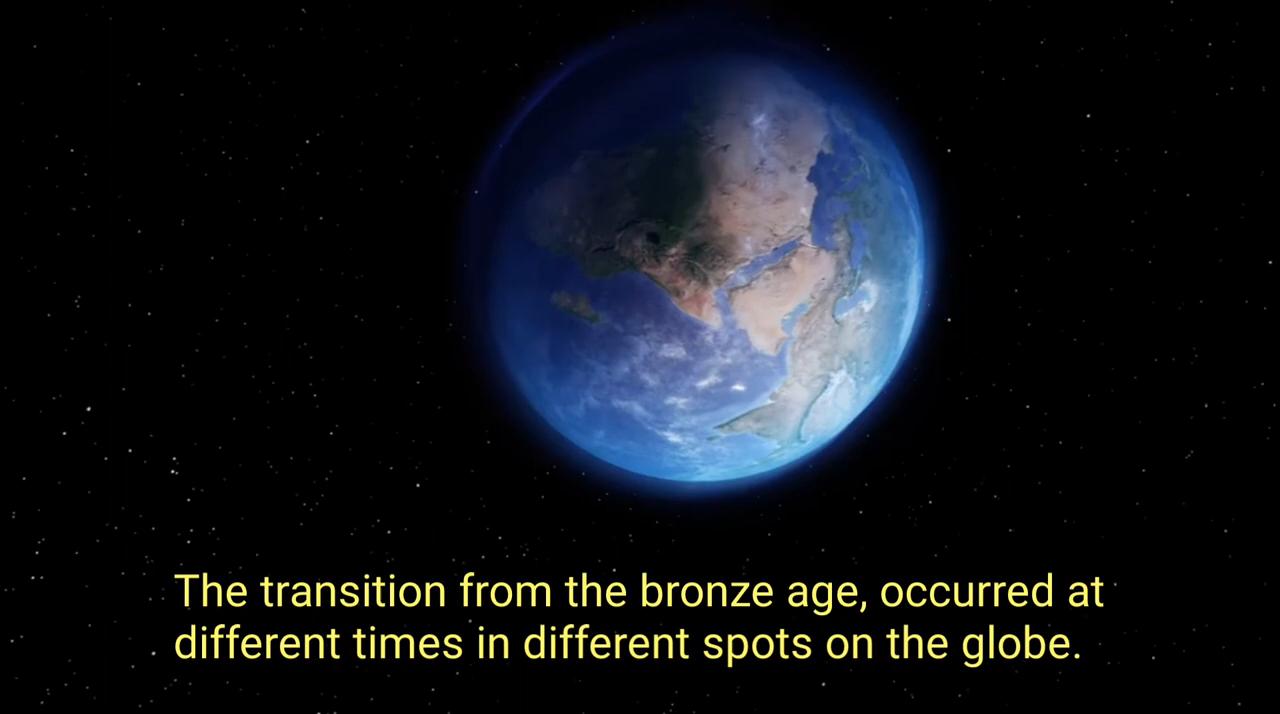 The transition from the bronze age, occurred at
different times in different spots on the globe.